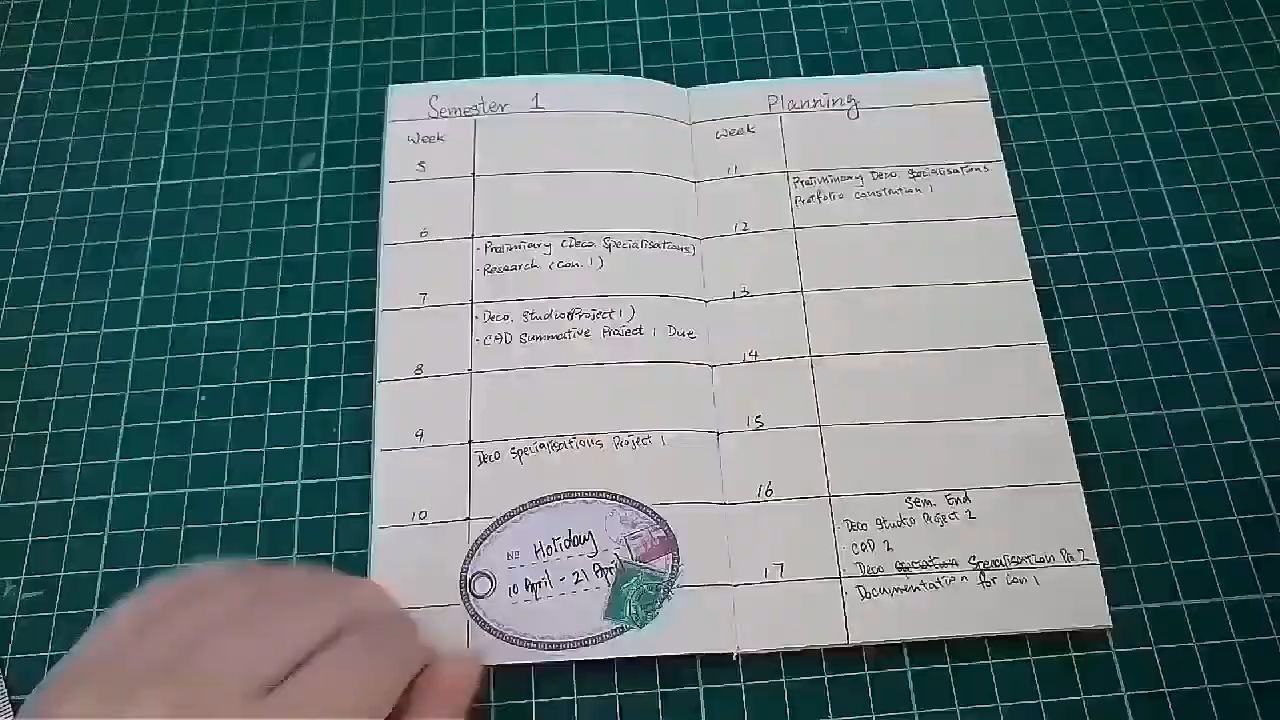 Semester 1
Week
5
6
· Preliminary (Deco. Specialisations)
· Research (Con. 1)
7
· Deco. Studio (Project 1)
· CAD Summative Project 1 Due
8
9
Deco Specialisations Project 1
10
No Holiday
10 April - 21 April
Planning
Week
11
Preliminary Deco. Specialisations
Portfolio Constrution 1
12
13
14
15
16
Sem. End
· Deco Studio Project 2
· CAD 2
· Deco Specialisation 2
17
· Documentation for Con 1